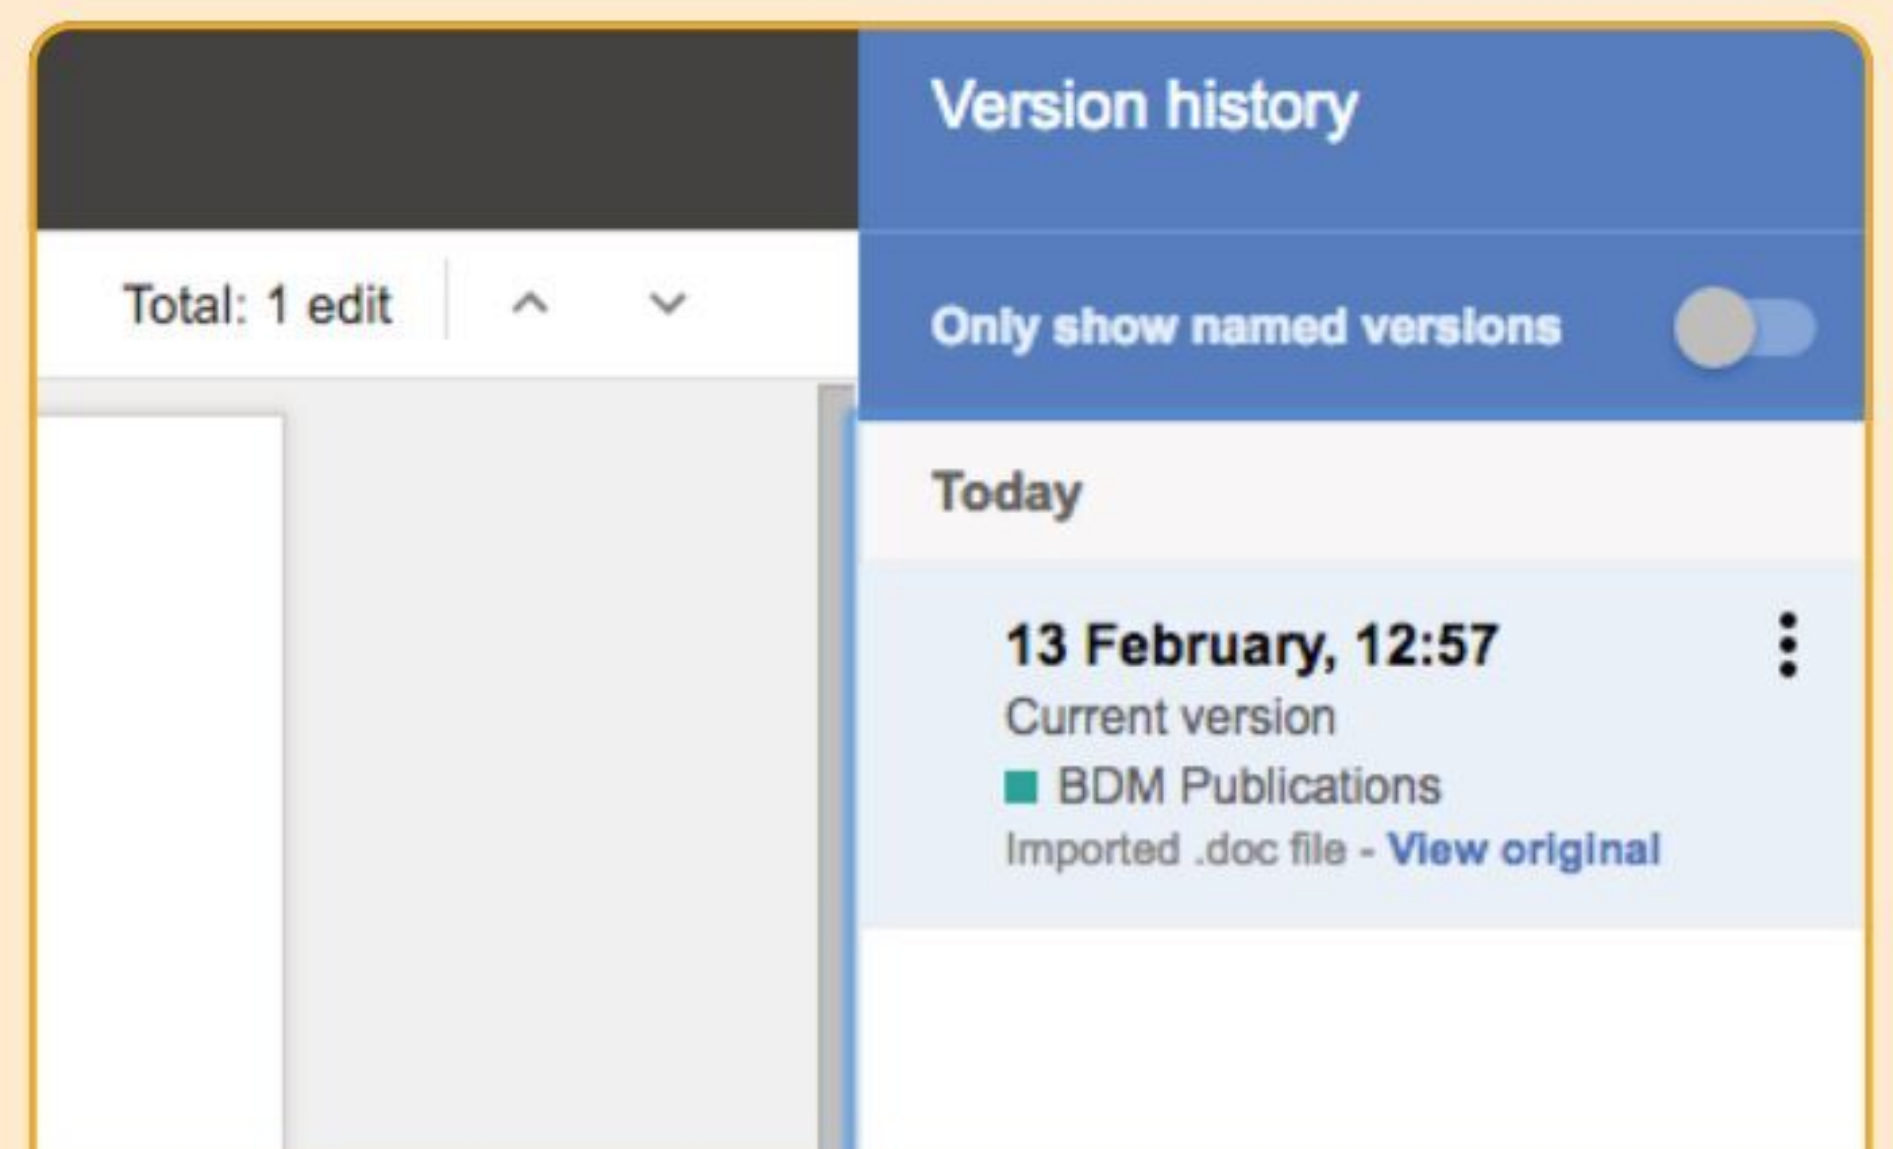 Version history
Total: 1 edit
Only show named versions
Today
13 February, 12:57
Current version
BDM Publications
Imported .doc file - View original